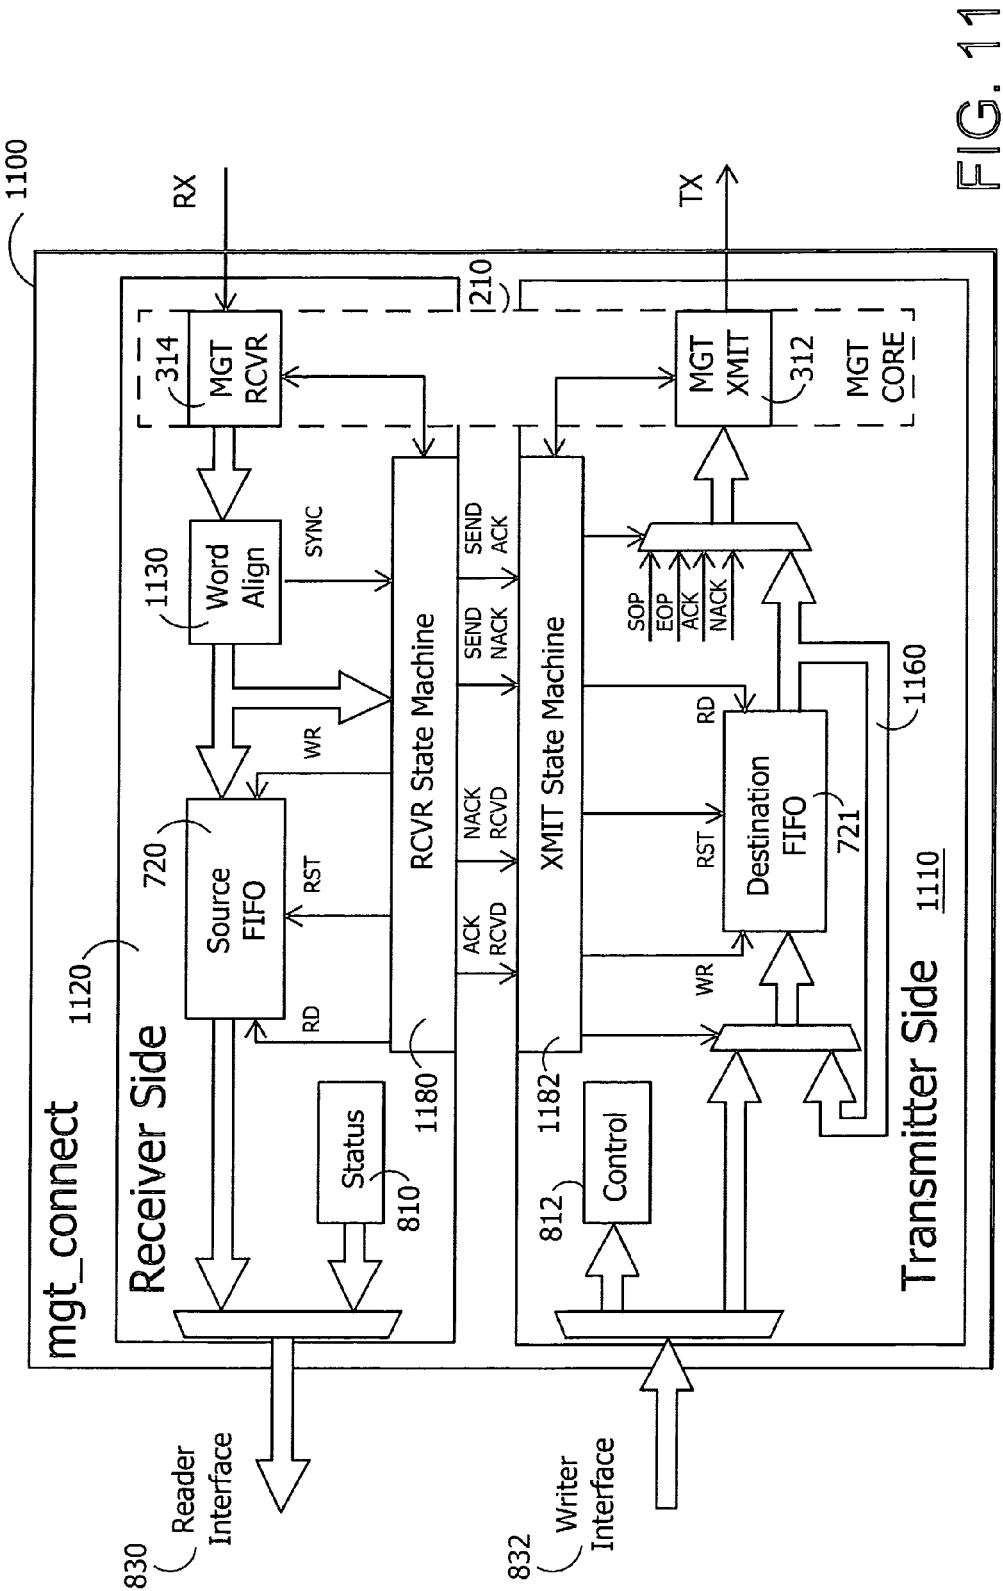 1100
mgt_connect
1120
Receiver Side
830
Reader
Interface
Status
810
720
Source
FIFO
RD
RST
WR
1130
Word
Align
SYNC
314
MGT
RCVR
RX
210
1180
RCVR State Machine
ACK
RCVD
NACK
RCVD
SEND
NACK
SEND
ACK
1182
XMIT State Machine
832
Writer
Interface
812
Control
WR
RST
RD
Destination
FIFO
721
SOP
EOP
ACK
NACK
MGT
XMIT
312
MGT
CORE
TX
1160
Transmitter Side
1110
FIG. 11